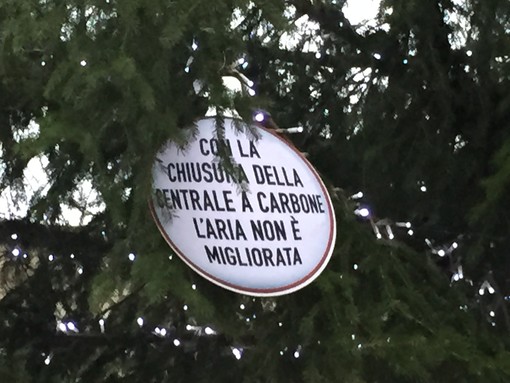 CON LA
CHIUSURA DELLA
CENTRALE A CARBONE
L'ARIA NON È
MIGLIORATA